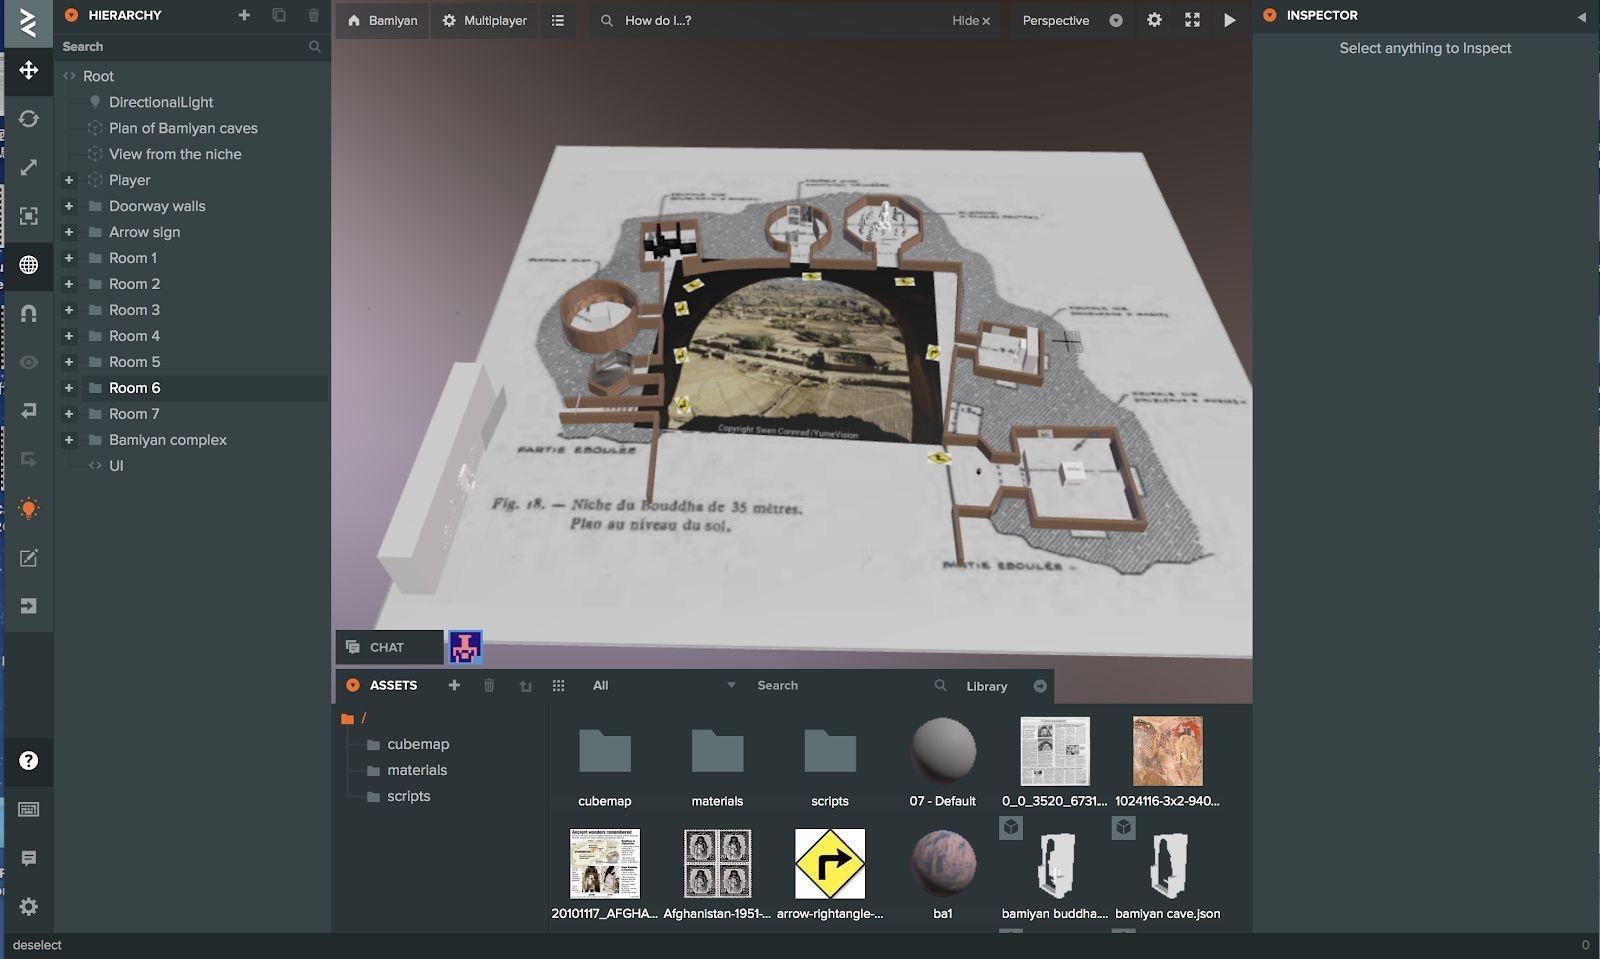 HIERARCHY
Search
Root
DirectionalLight
Plan of Bamiyan caves
View from the niche
Player
Doorway walls
Arrow sign
Room 1
Room 2
Room 3
Room 4
Room 5
Room 6
Room 7
Bamiyan complex
UI
Bamiyan
Multiplayer
How do I...?
Hide ×
Perspective
INSPECTOR
Select anything to Inspect
Copyright Swen Connrad/YumeVision
PARTIE EBOULÉE
Fig. 18. — Niche du Bouddha de 35 mètres.
Plan au niveau du sol.
PARTIE EBOULÉE
CHAT
ASSETS
All
Search
Library
/
cubemap
materials
scripts
cubemap
materials
scripts
07 - Default
0_0_3520_6731....
1024116-3x2-940...
Ancient wonders remembered
20101117_AFGHA...
Afghanistan-1951-...
arrow-rightangle-...
ba1
bamiyan buddha....
bamiyan cave.json
deselect
0